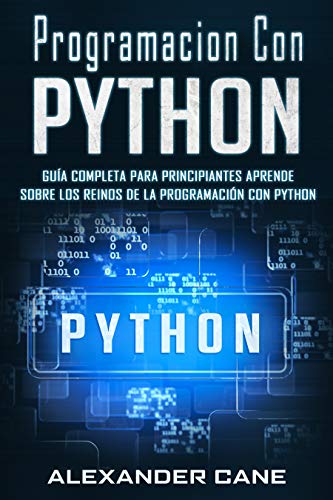 Programacion Con
PYTHON
GUÍA COMPLETA PARA PRINCIPIANTES APRENDE
SOBRE LOS REINOS DE LA PROGRAMACIÓN CON PYTHON
PYTHON
ALEXANDER CANE